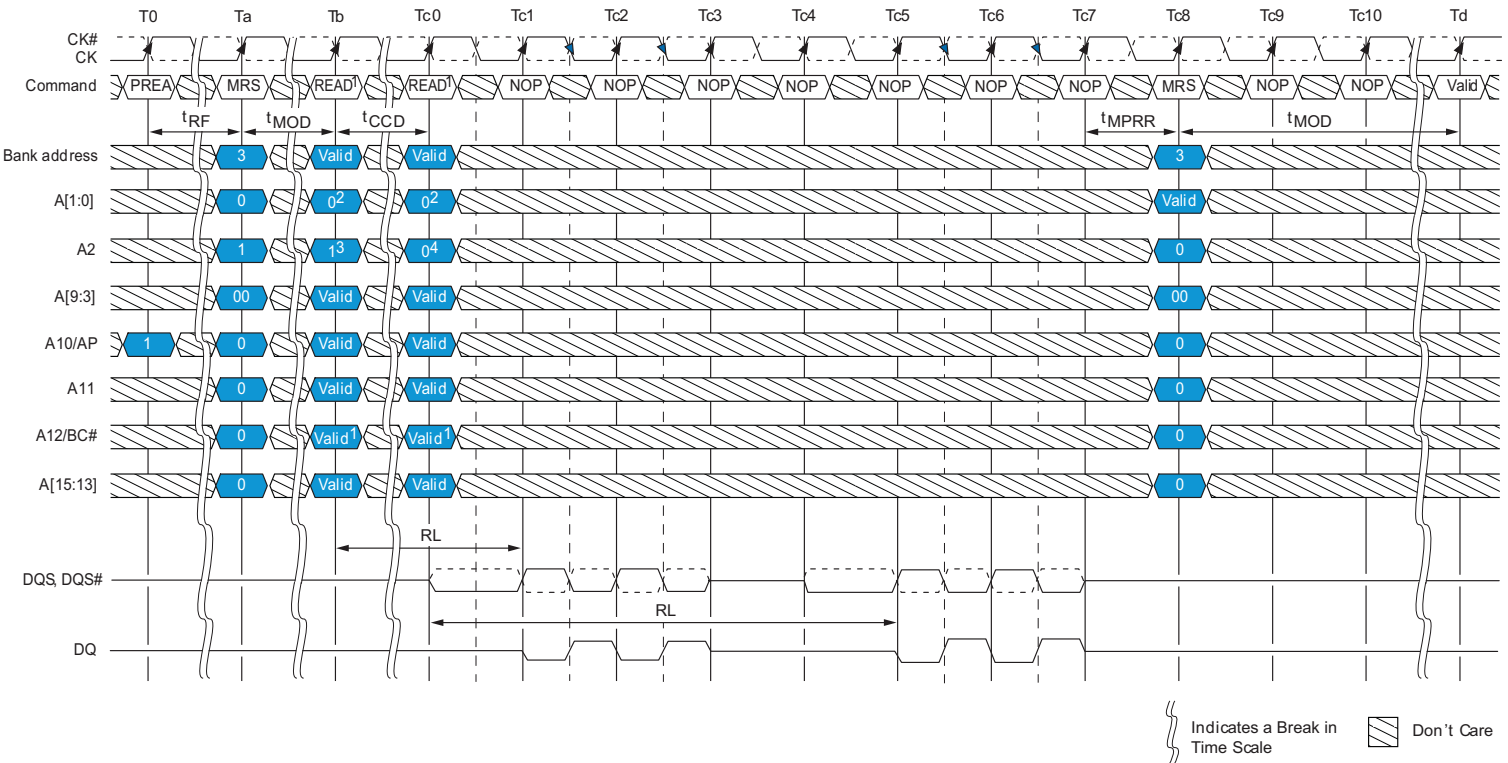 T0 Ta Tb Tc0 Tc1 Tc2 Tc3 Tc4 Tc5 Tc6 Tc7 Tc8 Tc9 Tc10 Td
CK#
CK
Command PREA MRS READ1 READ1 NOP NOP NOP NOP NOP NOP NOP MRS NOP NOP Valid
tRF tMOD tCCD tMPRR tMOD
Bank address 3 Valid Valid 3
A[1:0] 0 02 02 Valid
A2 1 13 04 0
A[9:3] 00 Valid Valid 00
A10/AP 1 0 Valid Valid 0
A11 0 Valid Valid 0
A12/BC# 0 Valid1 Valid1 0
A[15:13] 0 Valid Valid 0
RL
DQS, DQS#
RL
DQ
Indicates a Break in
Time Scale
Don't Care